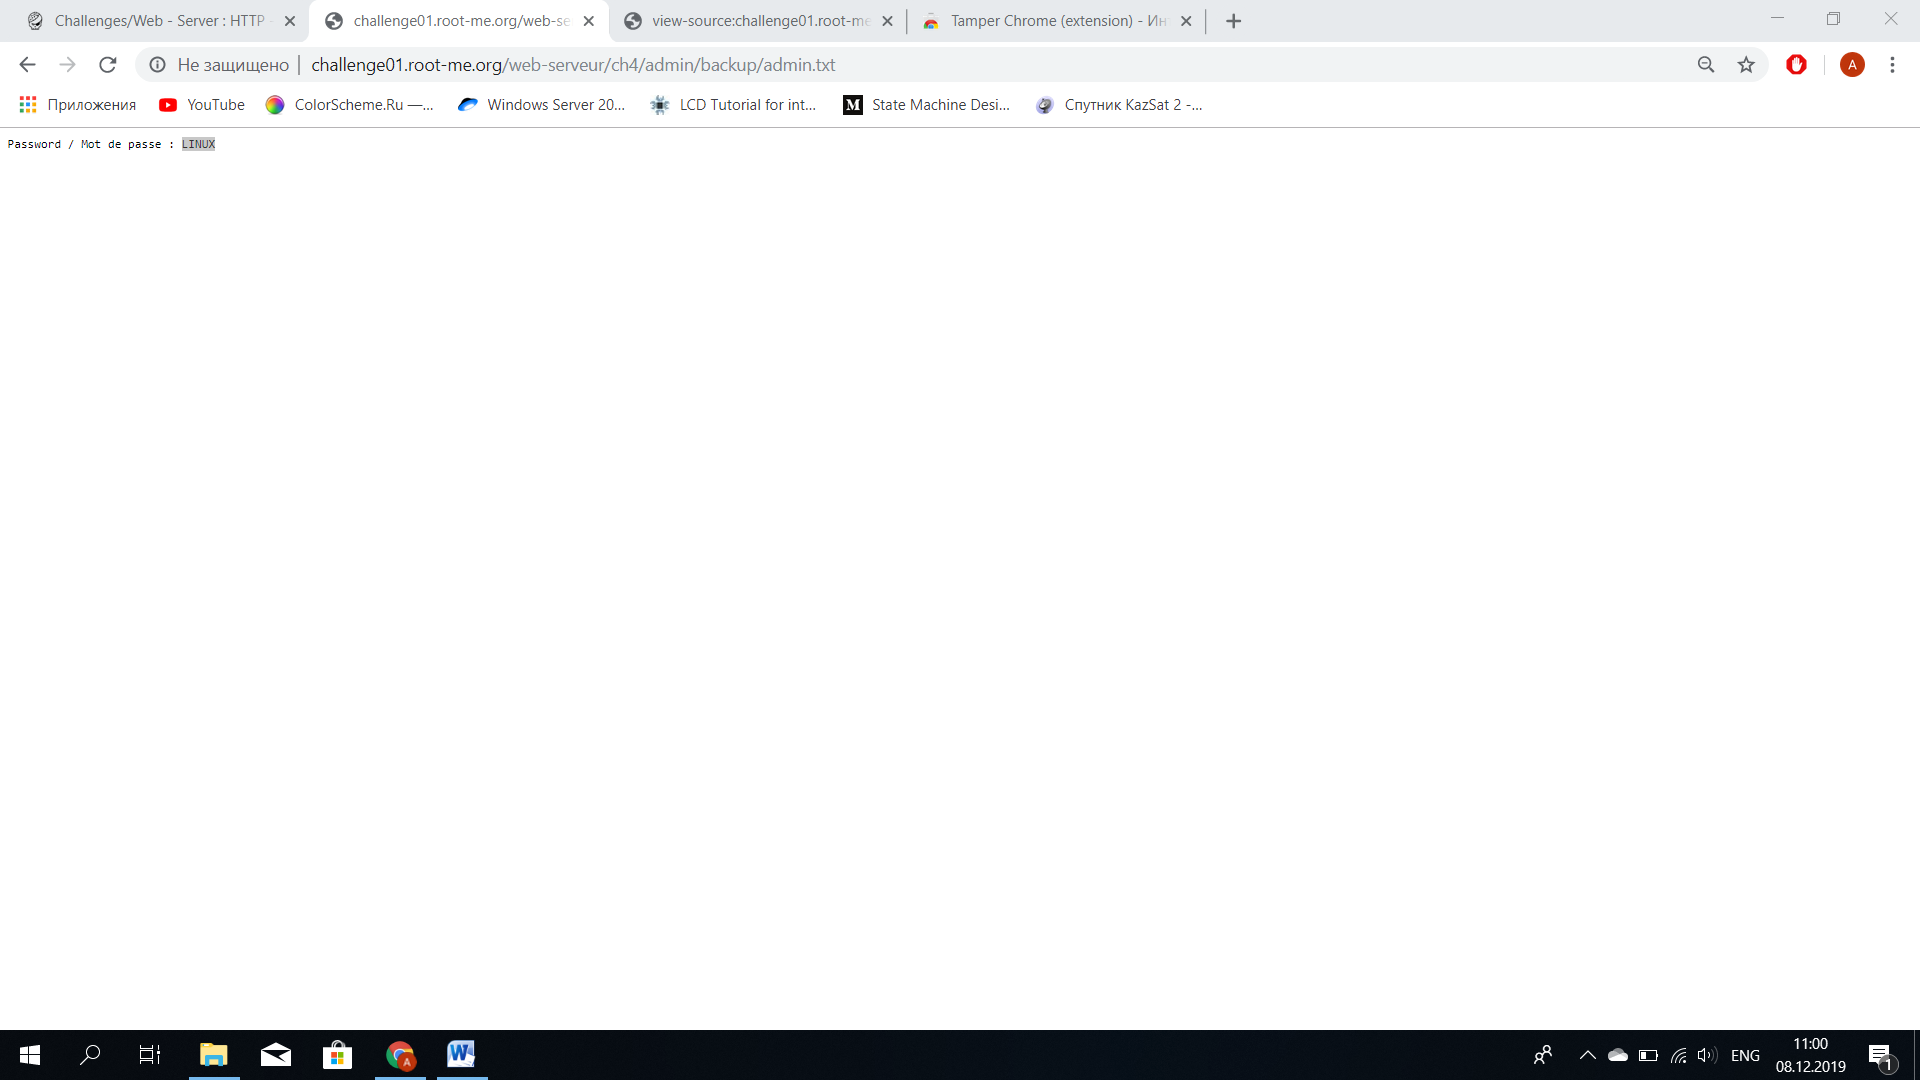 Challenges/Web - Server : HTTP -
challenge01.root-me.org/web-se
view-source:challenge01.root-me
Tamper Chrome (extension) - Ин
Не защищено
challenge01.root-me.org/web-serveur/ch4/admin/backup/admin.txt
A
Приложения
YouTube
ColorScheme.Ru —...
Windows Server 20...
LCD Tutorial for int...
M
State Machine Desi...
Спутник KazSat 2 -...
Password / Mot de passe : LINUX
A
W
ENG
11:00
08.12.2019
1